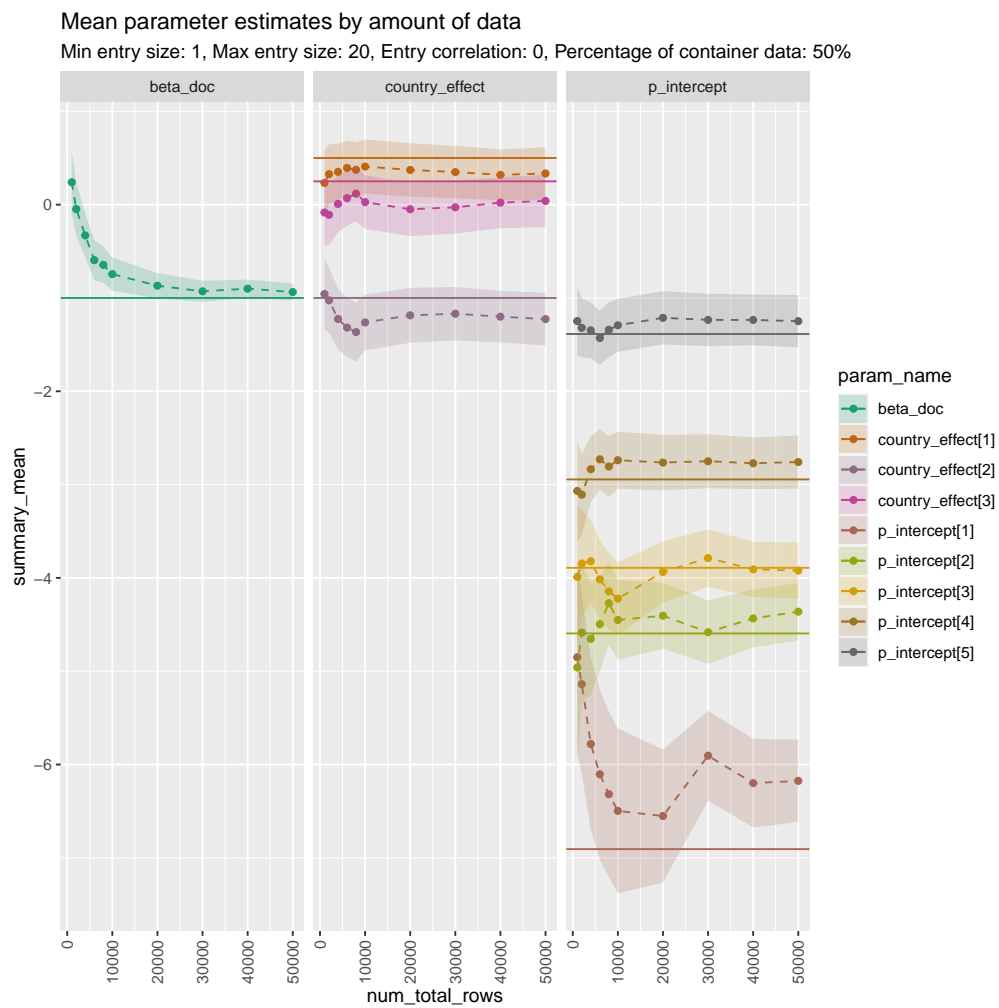 Mean parameter estimates by amount of data
Min entry size: 1, Max entry size: 20, Entry correlation: 0, Percentage of container data: 50%
beta_doc
country_effect
p_intercept
0
−2
−4
−6
summary_mean
0
10000
20000
30000
40000
50000
0
10000
20000
30000
40000
50000
0
10000
20000
30000
40000
50000
num_total_rows
param_name
beta_doc
country_effect[1]
country_effect[2]
country_effect[3]
p_intercept[1]
p_intercept[2]
p_intercept[3]
p_intercept[4]
p_intercept[5]